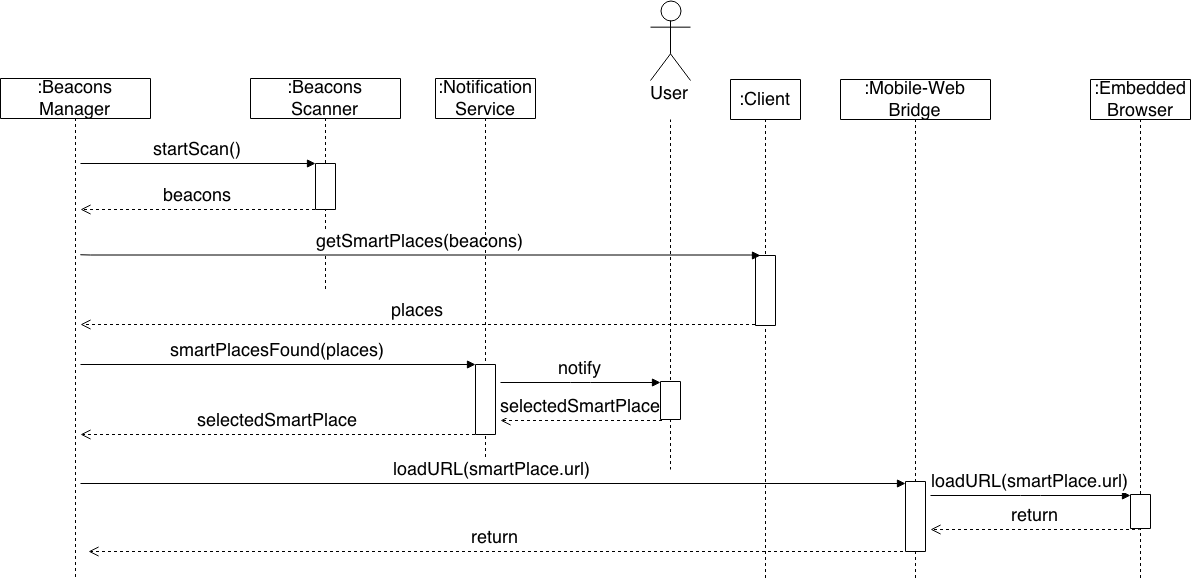 :Beacons
Manager
:Beacons
Scanner
:Notification
Service
User
:Client
:Mobile-Web
Bridge
:Embedded
Browser
startScan()
beacons
getSmartPlaces(beacons)
places
smartPlacesFound(places)
notify
selectedSmartPlace
selectedSmartPlace
loadURL(smartPlace.url)
loadURL(smartPlace.url)
return
return